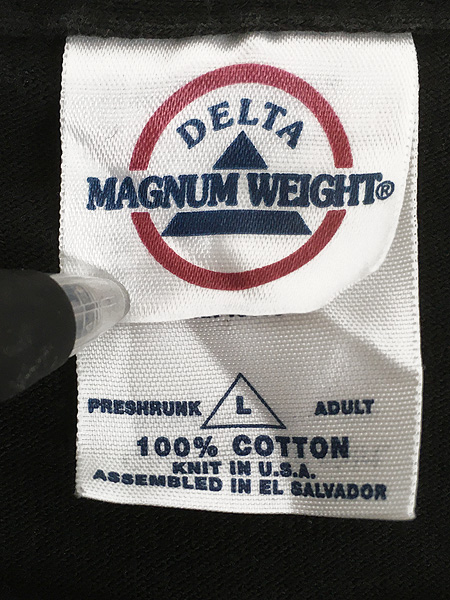 DELTA
MAGNUM WEIGHT®
PRESHRUNK L ADULT
100% COTTON
KNIT IN U.S.A.
ASSEMBLED IN EL SALVADOR